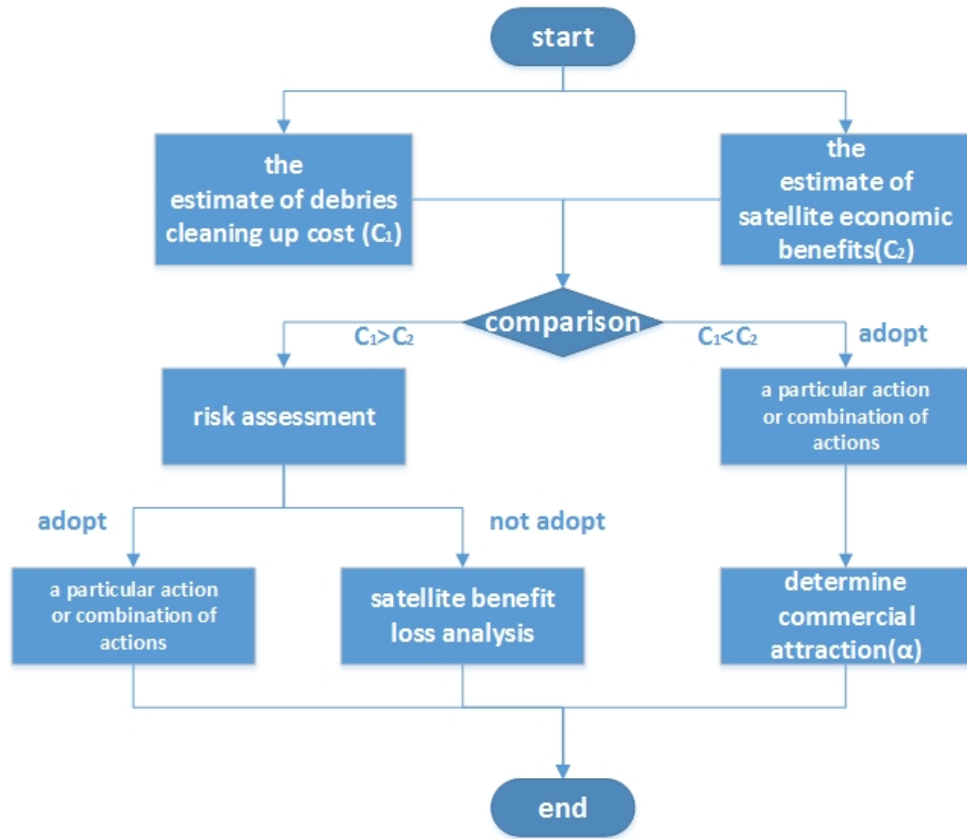 start
the
estimate of debries
cleaning up cost (C₁)
the
estimate of
satellite economic
benefits(C₂)
comparison
C₁>C₂
C₁<C₂
adopt
risk assessment
a particular action
or combination of
actions
adopt
not adopt
a particular action
or combination of
actions
satellite benefit
loss analysis
determine
commercial
attraction(α)
end